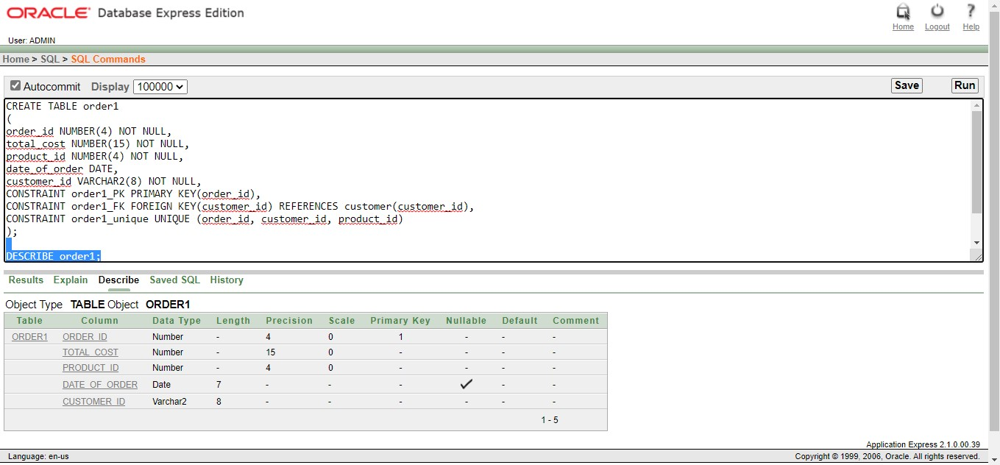 ORACLE® Database Express Edition
Home Logout Help
User: ADMIN
Home > SQL > SQL Commands
Autocommit Display 100000 Save Run
CREATE TABLE order1
(
order_id NUMBER(4) NOT NULL,
total_cost NUMBER(15) NOT NULL,
product_id NUMBER(4) NOT NULL,
date_of_order DATE,
customer_id VARCHAR2(8) NOT NULL,
CONSTRAINT order1_PK PRIMARY KEY(order_id),
CONSTRAINT order1_FK FOREIGN KEY(customer_id) REFERENCES customer(customer_id),
CONSTRAINT order1_unique UNIQUE (order_id, customer_id, product_id)
);
DESCRIBE order1;
Results Explain Describe Saved SQL History
Object Type TABLE Object ORDER1
Table Column Data Type Length Precision Scale Primary Key Nullable Default Comment
ORDER1 ORDER_ID Number - 4 0 1 - - -
TOTAL_COST Number - 15 0 - - - -
PRODUCT_ID Number - 4 0 - - - -
DATE_OF_ORDER Date 7 - - - ✓ - -
CUSTOMER_ID Varchar2 8 - - - - - -
1 - 5
Application Express 2.1.0.00.39
Language: en-us Copyright © 1999, 2006, Oracle. All rights reserved.